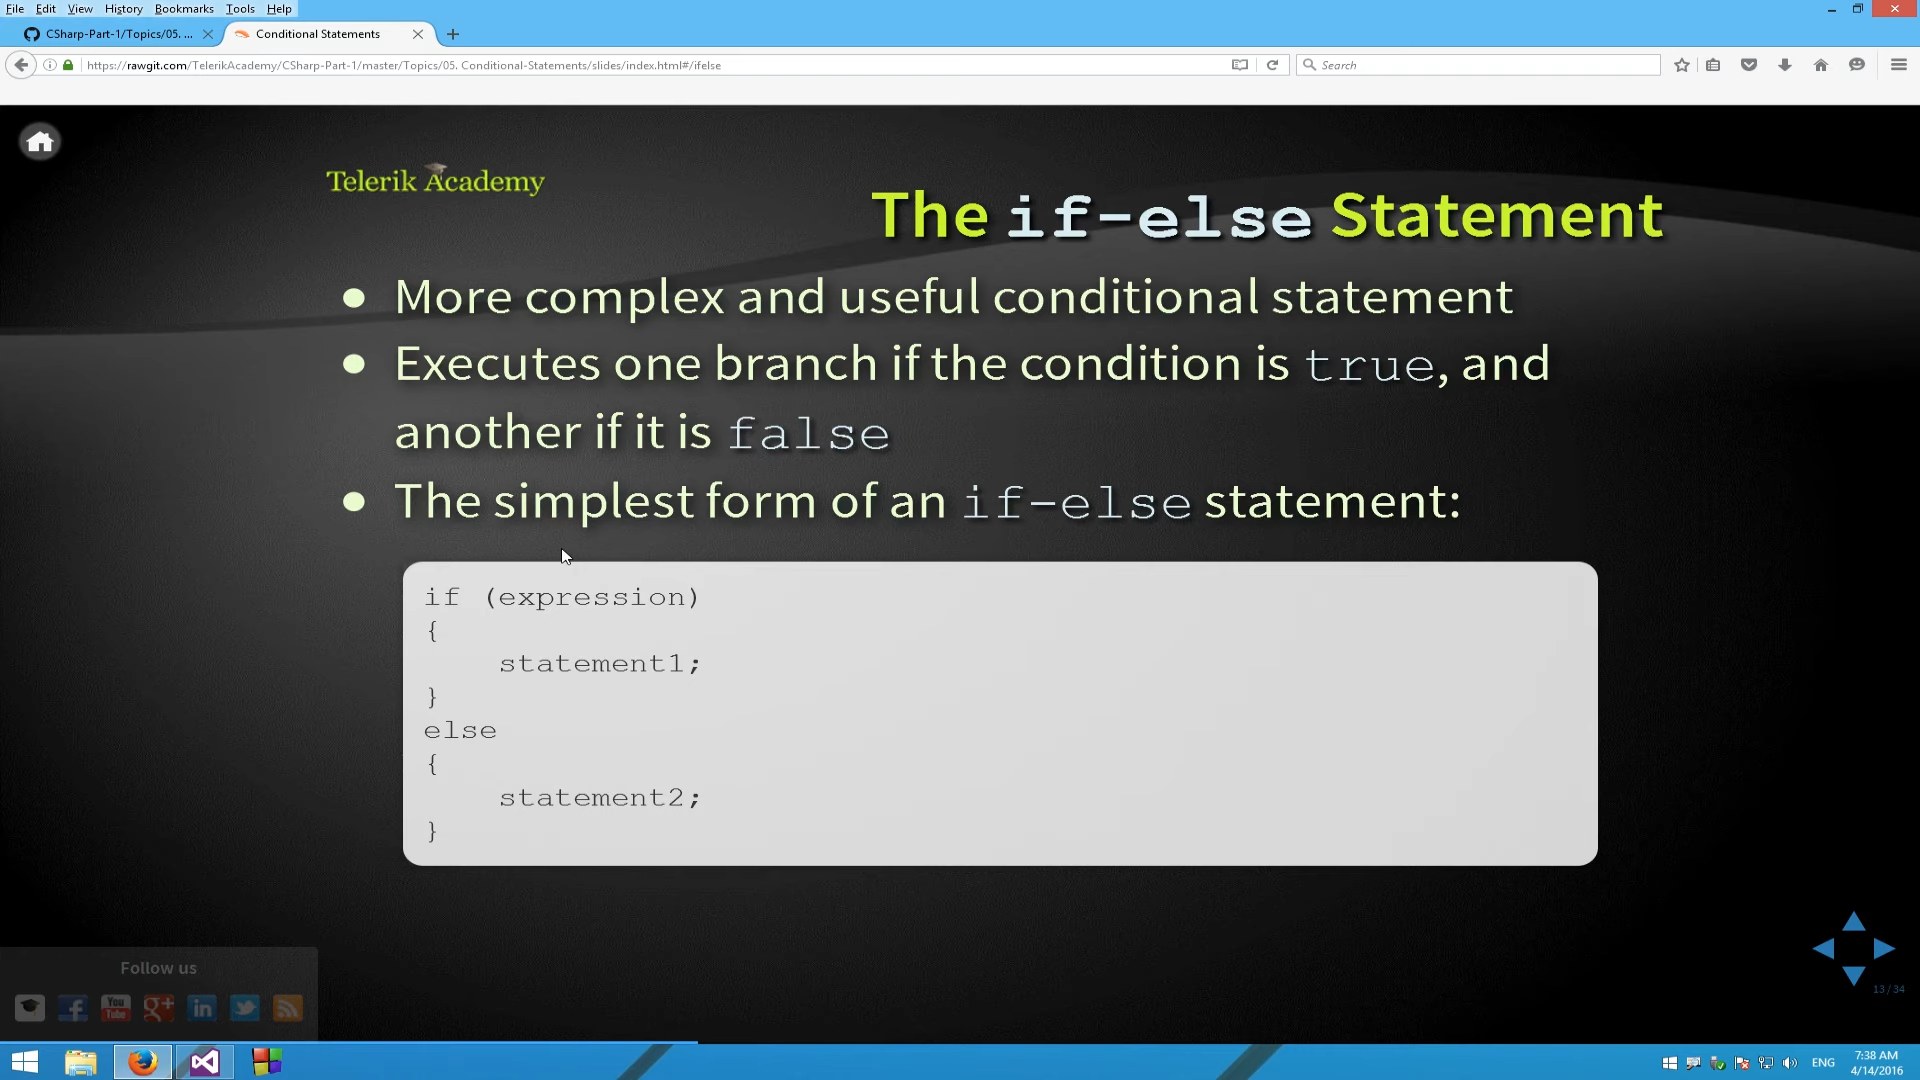 File Edit View History Bookmarks Tools Help
CSharp-Part-1/Topics/05. ...
Conditional Statements
https://rawgit.com/TelerikAcademy/CSharp-Part-1/master/Topics/05. Conditional-Statements/slides/index.html#/ifelse
Search
Telerik Academy
The if-else Statement
More complex and useful conditional statement
Executes one branch if the condition is true, and
another if it is false
The simplest form of an if-else statement:
if (expression)
{
statement1;
}
else
{
statement2;
}
Follow us
You
Tube
g+
in
13 / 34
ENG
7:38 AM
4/14/2016